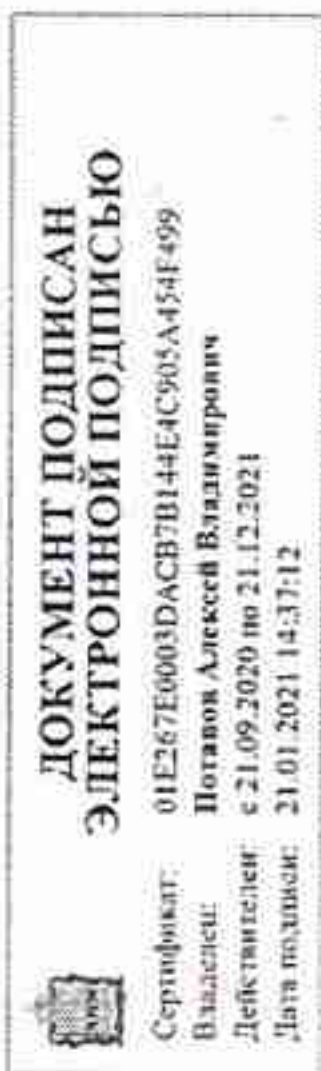 ДОКУМЕНТ ПОДПИСАН
ЭЛЕКТРОННОЙ ПОДПИСЬЮ
Сертификат: 01E267E0003DACB7B144E4C905A454F499
Владелец: Потапов Алексей Владимирович
Действителен: с 21.09.2020 по 21.12.2021
Дата подписи: 21.01.2021 14:37:12